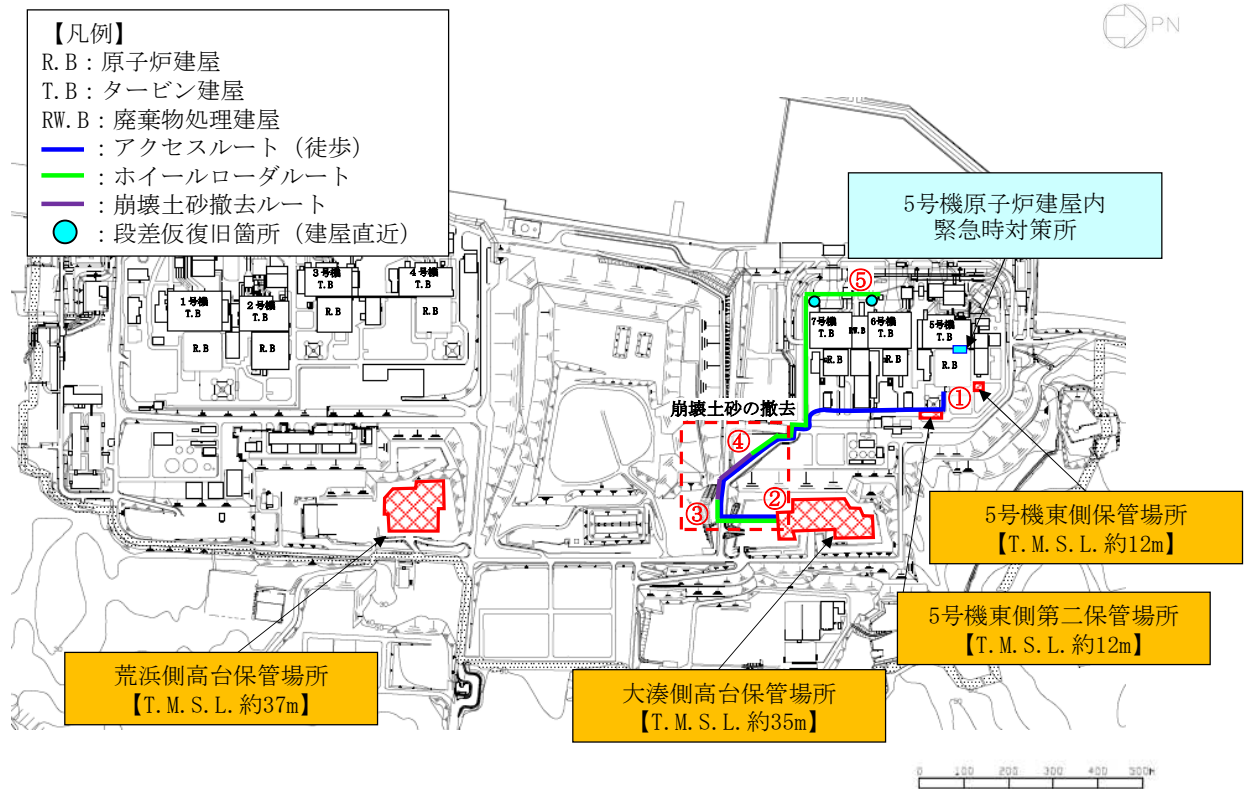 【凡例】
R.B：原子炉建屋
T.B：タービン建屋
RW.B：廃棄物処理建屋
：アクセスルート（徒歩）
：ホイールローダルート
：崩壊土砂撤去ルート
：段差仮復旧箇所（建屋直近）
PN
5号機原子炉建屋内
緊急時対策所
1号機
T.B
R.B
2号機
T.B
R.B
3号機
T.B
R.B
4号機
T.B
R.B
⑤
7号機
T.B
R.B
RW.B
6号機
T.B
R.B
5号機
T.B
R.B
①
崩壊土砂の撤去
④
③
②
5号機東側保管場所
【T.M.S.L.約12m】
5号機東側第二保管場所
【T.M.S.L.約12m】
荒浜側高台保管場所
【T.M.S.L.約37m】
大湊側高台保管場所
【T.M.S.L.約35m】
0 100 200 300 400 500m